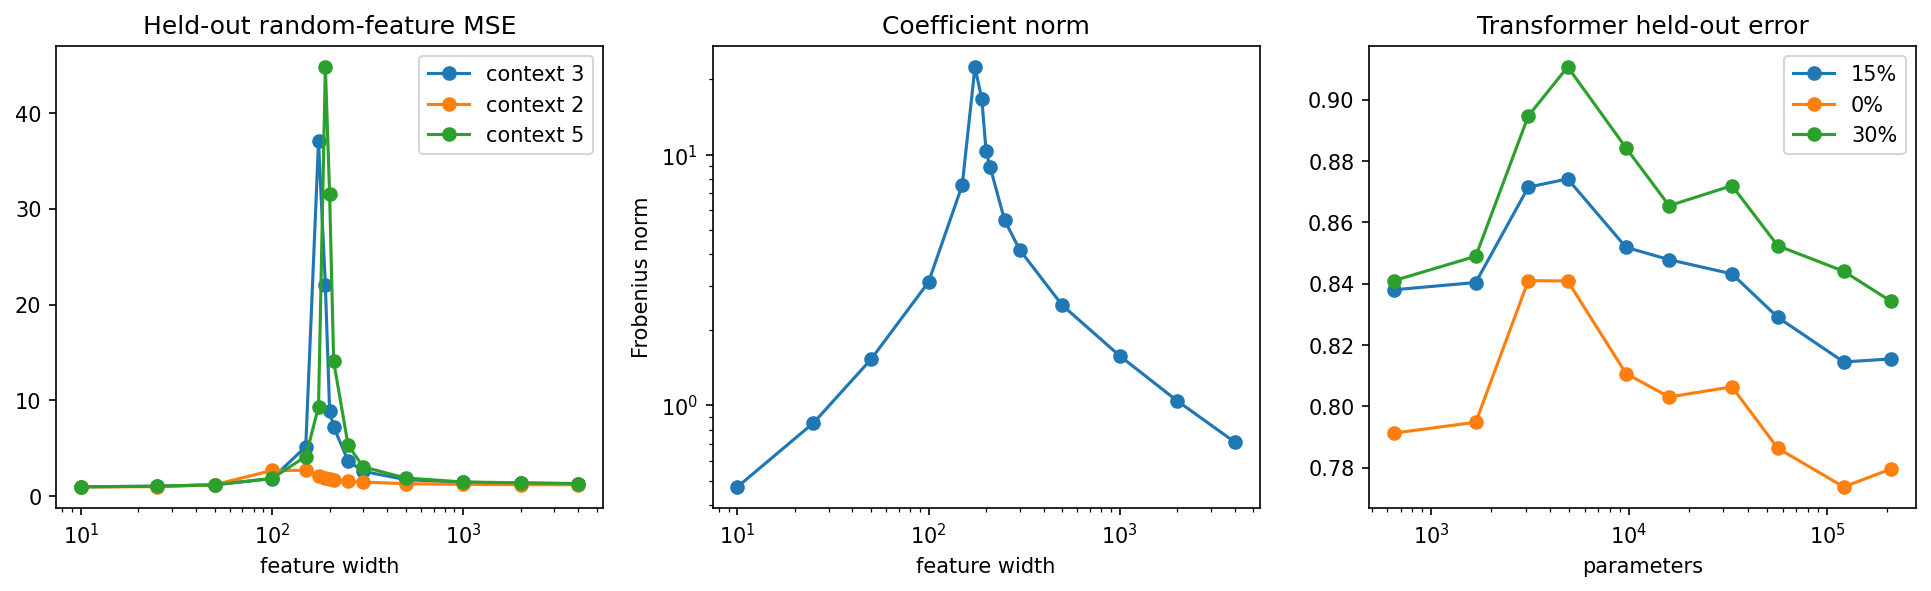 Held-out random-feature MSE
40
30
20
10
0
context 3
context 2
context 5
10¹
10²
10³
feature width
Coefficient norm
Frobenius norm
10¹
10⁰
10¹
10²
10³
feature width
Transformer held-out error
0.90
0.88
0.86
0.84
0.82
0.80
0.78
15%
0%
30%
10³
10⁴
10⁵
parameters